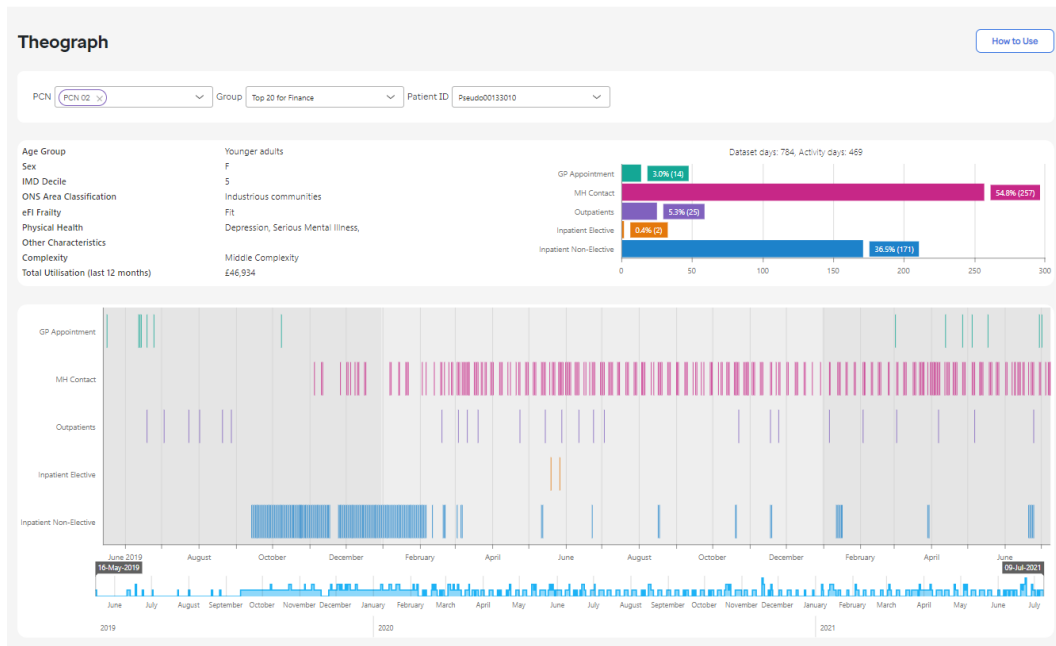 Theograph
How to Use
PCN PCN 02 × Group Top 20 for Finance Patient ID Pseudo00133010
Age Group Younger adults
Sex F
IMD Decile 5
ONS Area Classification Industrious communities
eFI Frailty Fit
Physical Health Depression, Serious Mental Illness,
Other Characteristics
Complexity Middle Complexity
Total Utilisation (last 12 months) £46,934
Dataset days: 784, Activity days: 469
GP Appointment 3.0% (14)
MH Contact 54.8% (257)
Outpatients 5.3% (25)
Inpatient Elective 0.4% (2)
Inpatient Non-Elective 36.5% (171)
0 50 100 150 200 250 300
GP Appointment
MH Contact
Outpatients
Inpatient Elective
Inpatient Non-Elective
June 2019 August October December February April June August October December February April June
16-May-2019 09-Jul-2021
June July August September October November December January February March April May June July August September October November December January February March April May June July
2019 2020 2021